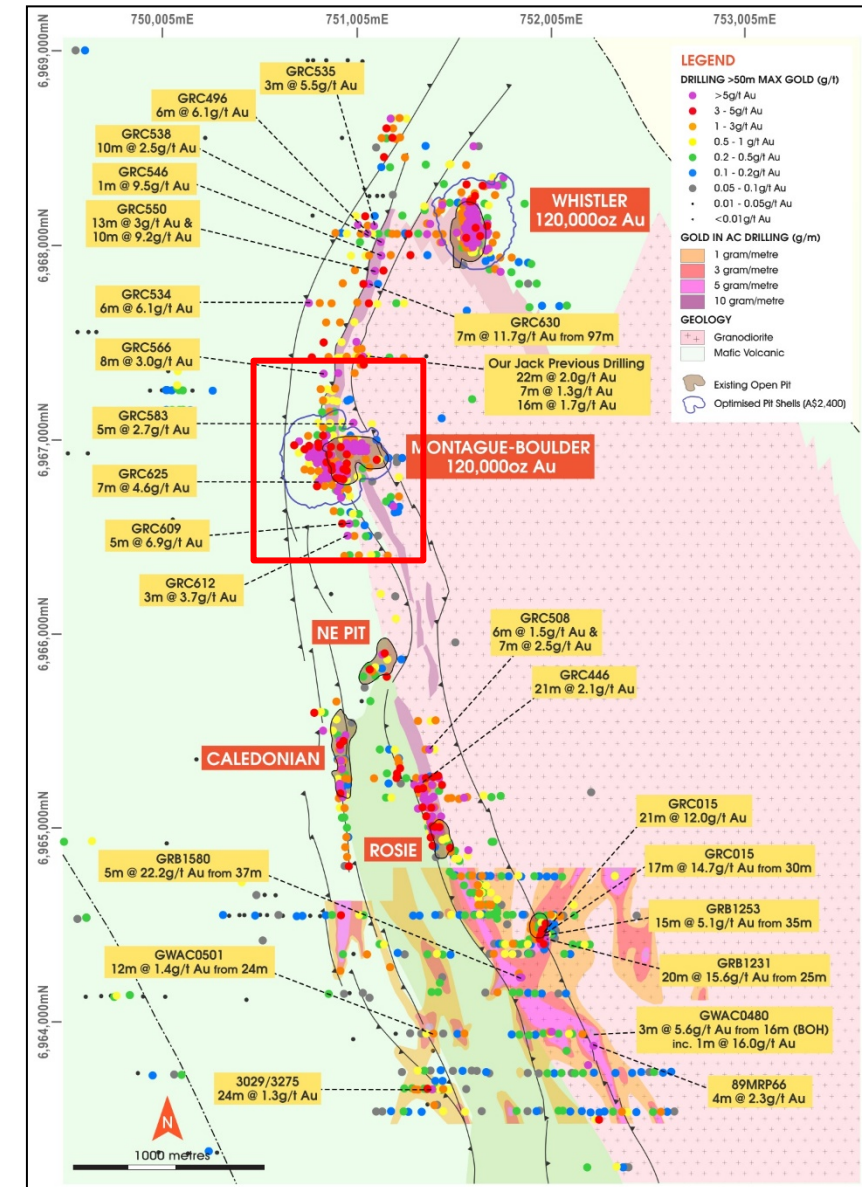 750,005mE
751,005mE
752,005mE
753,005mE
6,969,000mN
6,968,000mN
6,967,000mN
6,966,000mN
6,965,000mN
6,964,000mN
GRC535
3m @ 5.5g/t Au
GRC496
6m @ 6.1g/t Au
GRC538
10m @ 2.5g/t Au
GRC546
1m @ 9.5g/t Au
GRC550
13m @ 3g/t Au &
10m @ 9.2g/t Au
GRC534
6m @ 6.1g/t Au
GRC566
8m @ 3.0g/t Au
GRC583
5m @ 2.7g/t Au
GRC625
7m @ 4.6g/t Au
GRC609
5m @ 6.9g/t Au
GRC612
3m @ 3.7g/t Au
WHISTLER
120,000oz Au
GRC630
7m @ 11.7g/t Au from 97m
Our Jack Previous Drilling
22m @ 2.0g/t Au
7m @ 1.3g/t Au
16m @ 1.7g/t Au
MONTAGUE-BOULDER
120,000oz Au
LEGEND
DRILLING >50m MAX GOLD (g/t)
>5g/t Au
3 - 5g/t Au
1 - 3g/t Au
0.5 - 1 g/t Au
0.2 - 0.5g/t Au
0.1 - 0.2g/t Au
0.05 - 0.1g/t Au
0.01 - 0.05g/t Au
<0.01g/t Au
GOLD IN AC DRILLING (g/m)
1 gram/metre
3 gram/metre
5 gram/metre
10 gram/metre
GEOLOGY
Granodiorite
Mafic Volcanic
Existing Open Pit
Optimised Pit Shells (A$2,400)
NE PIT
GRC508
6m @ 1.5g/t Au &
7m @ 2.5g/t Au
GRC446
21m @ 2.1g/t Au
CALEDONIAN
ROSIE
GRC015
21m @ 12.0g/t Au
GRC015
17m @ 14.7g/t Au from 30m
GRB1253
15m @ 5.1g/t Au from 35m
GRB1231
20m @ 15.6g/t Au from 25m
GRB1580
5m @ 22.2g/t Au from 37m
GWAC0501
12m @ 1.4g/t Au from 24m
GWAC0480
3m @ 5.6g/t Au from 16m (BOH)
inc. 1m @ 16.0g/t Au
89MRP66
4m @ 2.3g/t Au
3029/3275
24m @ 1.3g/t Au
N
1000 metres